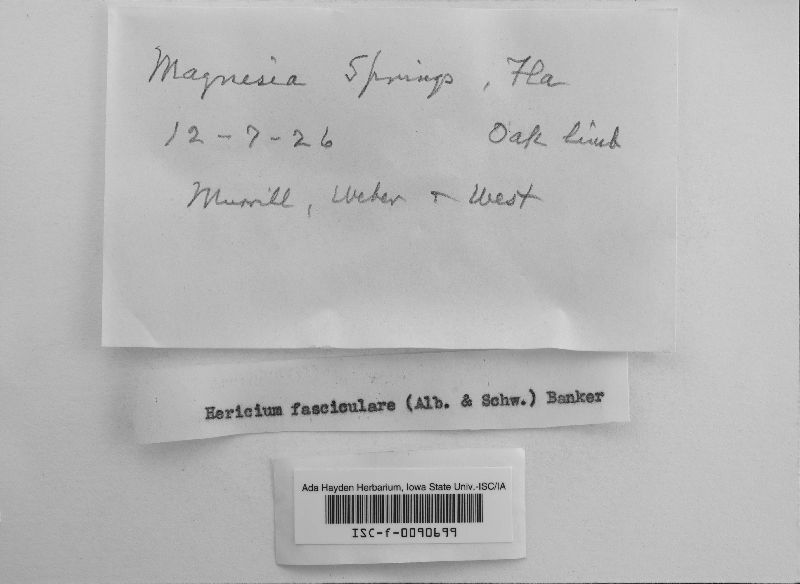 Magnesia Springs, Fla
12-7-26 Oak limb
Murrill, Weber + West
Hericium fasciculare (Alb. & Schw.) Banker
Ada Hayden Herbarium, Iowa State Univ.-ISC/IA
ISC-f-0090699